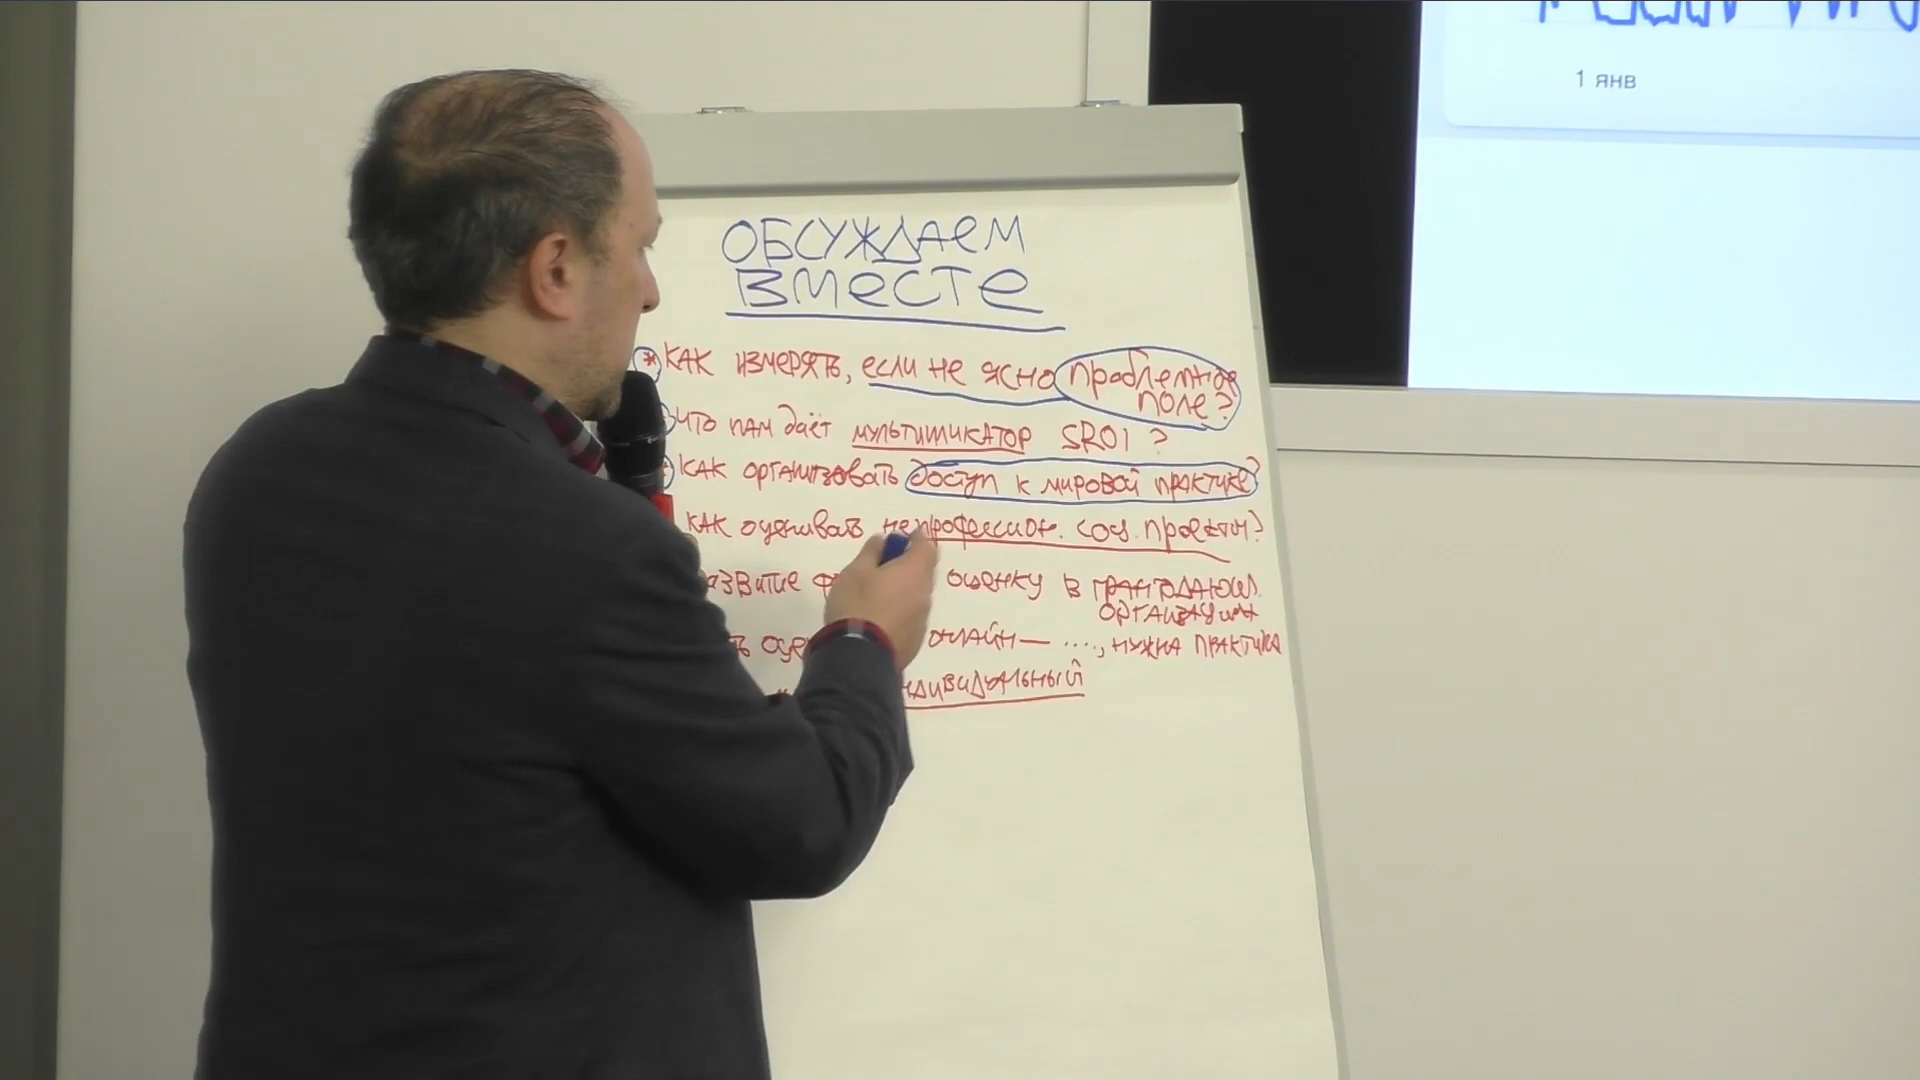 1 янв
ОБСУЖДАЕМ
ВМЕСТЕ
* КАК ИЗМЕРЯТЬ, если не ясно проблемное
поле?
что нам даёт мультипликатор SROI ?
КАК организовать доступ к мировой практике?
КАК оценивать непрофессион. соц. проекты?
оценку в грантодающ.
организациях
онлайн — ...., нужна практика